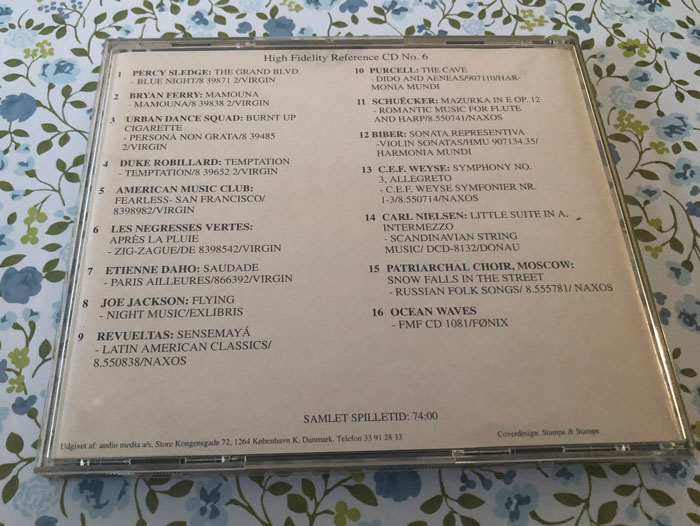 High Fidelity Reference CD No. 6
1 PERCY SLEDGE: THE GRAND BLVD.
- BLUE NIGHT/8 39871 2/VIRGIN
2 BRYAN FERRY: MAMOUNA
- MAMOUNA/8 39838 2/VIRGIN
3 URBAN DANCE SQUAD: BURNT UP
CIGARETTE
- PERSONA NON GRATA/8 39485
2/VIRGIN
4 DUKE ROBILLARD: TEMPTATION
- TEMPTATION/8 39652 2/VIRGIN
5 AMERICAN MUSIC CLUB:
FEARLESS- SAN FRANCISCO/
8398982/VIRGIN
6 LES NEGRESSES VERTES:
APRÈS LA PLUIE
- ZIG-ZAGUE/DE 8398542/VIRGIN
7 ETIENNE DAHO: SAUDADE
- PARIS AILLEURES/866392/VIRGIN
8 JOE JACKSON: FLYING
- NIGHT MUSIC/EXLIBRIS
9 REVUELTAS: SENSEMAYÁ
- LATIN AMERICAN CLASSICS/
8.550838/NAXOS
10 PURCELL: THE CAVE
- DIDO AND AENEAS/907110/HAR-
MONIA MUNDI
11 SCHUËCKER: MAZURKA IN E OP. 12
- ROMANTIC MUSIC FOR FLUTE
AND HARP/8.550741/NAXOS
12 BIBER: SONATA REPRESENTIVA
-VIOLIN SONATAS/HMU 907134.35/
HARMONIA MUNDI
13 C.E.F. WEYSE: SYMPHONY NO.
3, ALLEGRETO
- C.E.F. WEYSE SYMFONIER NR.
1-3/8.550714/NAXOS
14 CARL NIELSEN: LITTLE SUITE IN A,
INTERMEZZO
- SCANDINAVIAN STRING
MUSIC/ DCD-8132/DONAU
15 PATRIARCHAL CHOIR, MOSCOW:
SNOW FALLS IN THE STREET
- RUSSIAN FOLK SONGS/ 8.555781/ NAXOS
16 OCEAN WAVES
- FMF CD 1081/FØNIX
SAMLET SPILLETID: 74:00
Udgivet af: audio media a/s, Store Kongensgade 72, 1264 København K, Danmark. Telefon 33 91 28 33
Coverdesign: Stampe & Stampe